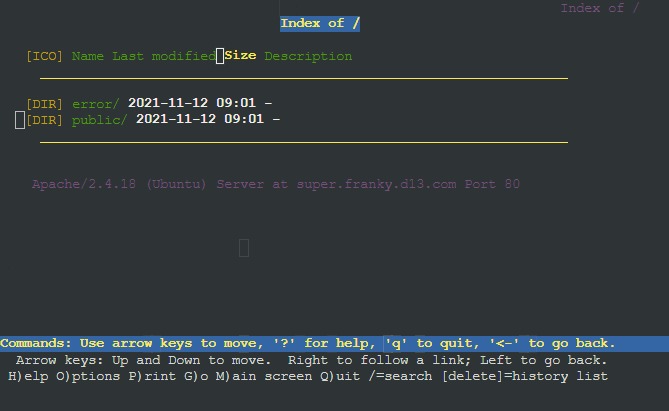 Index of /
Index of /
[ICO] Name Last modified Size Description
[DIR] error/ 2021-11-12 09:01 -
[DIR] public/ 2021-11-12 09:01 -
Apache/2.4.18 (Ubuntu) Server at super.franky.d13.com Port 80
Commands: Use arrow keys to move, '?' for help, 'q' to quit, '<-' to go back.
Arrow keys: Up and Down to move. Right to follow a link; Left to go back.
H)elp O)ptions P)rint G)o M)ain screen Q)uit /=search [delete]=history list